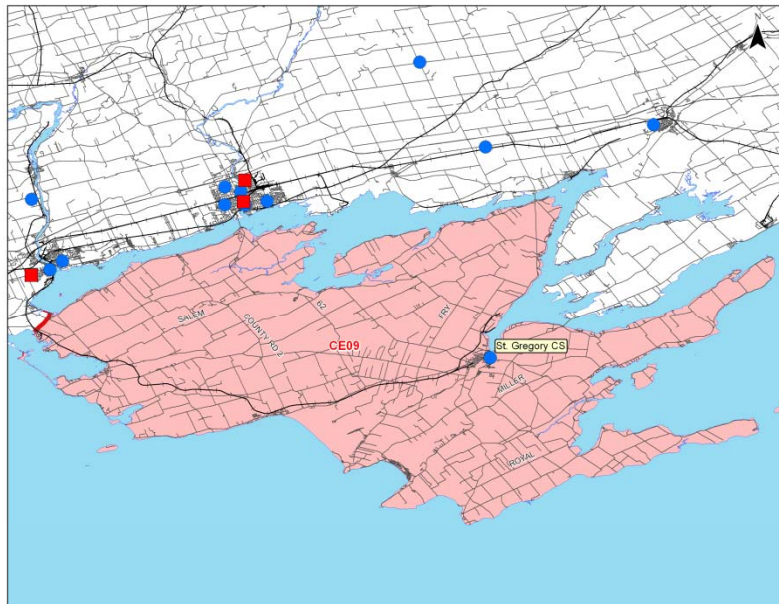 N
SALEM
COUNTY RD 2
62
FRY
CE09
St. Gregory CS
MILLER
ROYAL